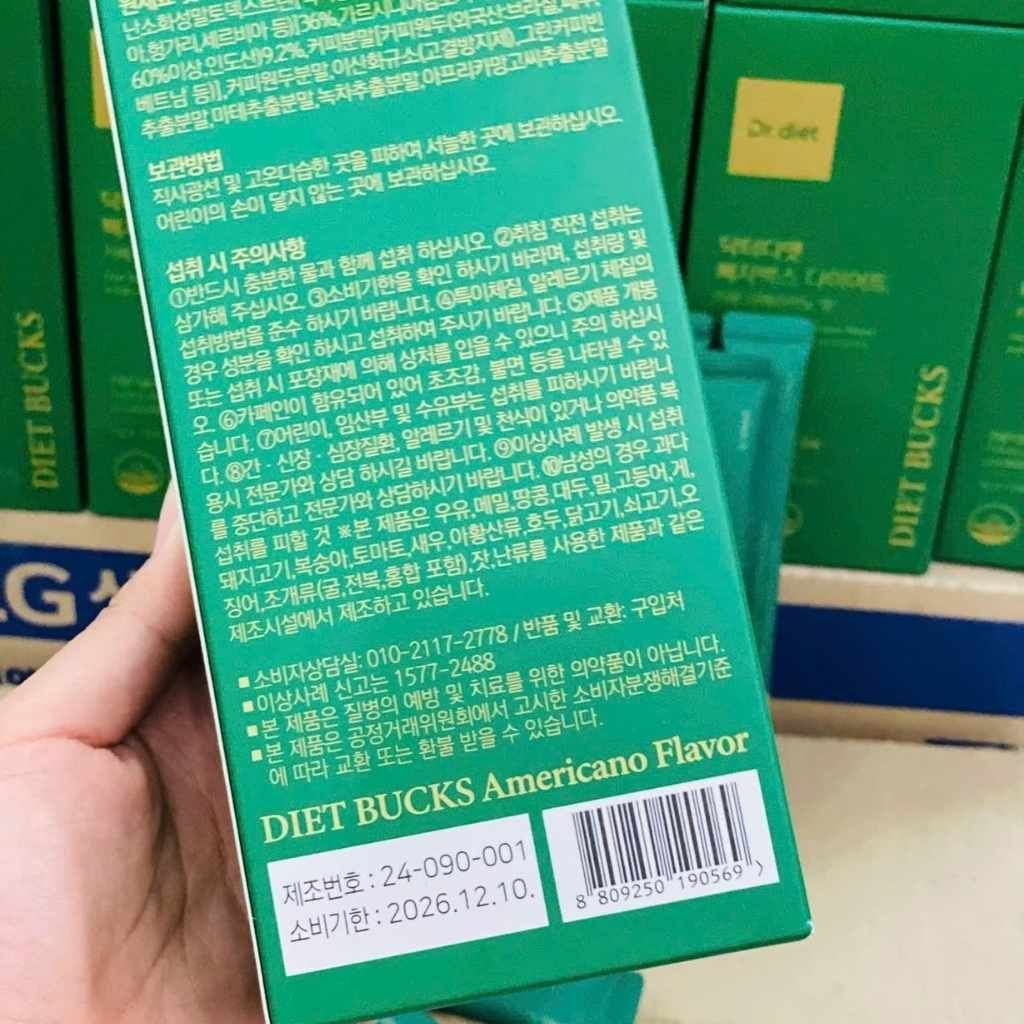 난소화성말토덱스트린
36%,가르시니아
아,헝가리,세르비아 등)]
9.2%, 커피분말[커피원두(외국산:브라질,
60%이상,인도산)
이산화규소(고결방지제),그린커피빈
베트남 등)],커피원두분말,
추출분말,마테추출분말,녹차추출분말,아프리카망고씨추출분말
보관방법
직사광선 및 고온다습한 곳을 피하여 서늘한 곳에 보관하십시오.
어린이의 손이 닿지 않는 곳에 보관하십시오.
섭취 시 주의사항
①반드시 충분한 물과 함께 섭취 하십시오. ②취침 직전 섭취는
삼가해 주십시오. ③소비기한을 확인 하시기 바라며, 섭취량 및
섭취방법을 준수 하시기 바랍니다. ④특이체질, 알레르기 체질의
경우 성분을 확인 하시고 섭취하여 주시기 바랍니다. ⑤제품 개봉
또는 섭취 시 포장재에 의해 상처를 입을 수 있으니 주의 하십시
오. ⑥카페인이 함유되어 있어 초조감, 불면 등을 나타낼 수 있
습니다. ⑦어린이, 임산부 및 수유부는 섭취를 피하시기 바랍니
다. ⑧간 · 신장 · 심장질환, 알레르기 및 천식이 있거나 의약품 복
용시 전문가와 상담 하시길 바랍니다. ⑨이상사례 발생 시 섭취
를 중단하고 전문가와 상담하시기 바랍니다. ⑩남성의 경우 과다
섭취를 피할 것 ※본 제품은 우유,메밀,땅콩,대두,밀,고등어,게,
돼지고기,복숭아,토마토,새우,아황산류,호두,닭고기,쇠고기,오
징어,조개류(굴,전복,홍합 포함),잣,난류를 사용한 제품과 같은
제조시설에서 제조하고 있습니다.
▪소비자상담실: 010-2117-2778 / 반품 및 교환: 구입처
▪이상사례 신고는 1577-2488
▪본 제품은 질병의 예방 및 치료를 위한 의약품이 아닙니다.
▪본 제품은 공정거래위원회에서 고시한 소비자분쟁해결기준
에 따라 교환 또는 환불 받을 수 있습니다.
DIET BUCKS Americano Flavor
제조번호 : 24-090-001
소비기한 : 2026.12.10.
8 809250 190569 >
Dr.diet
닥터다이어트
DIET BUCKS
DIET BUCKS
LG